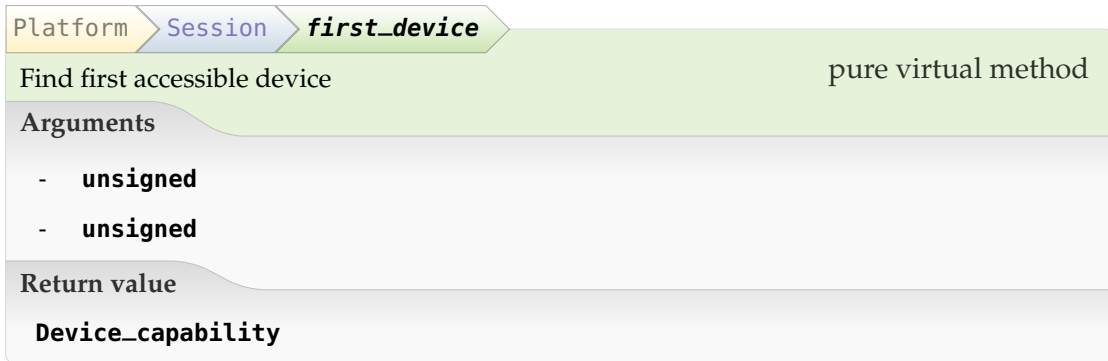 Platform Session first_device
Find first accessible device pure virtual method
Arguments
- unsigned
- unsigned
Return value
Device_capability